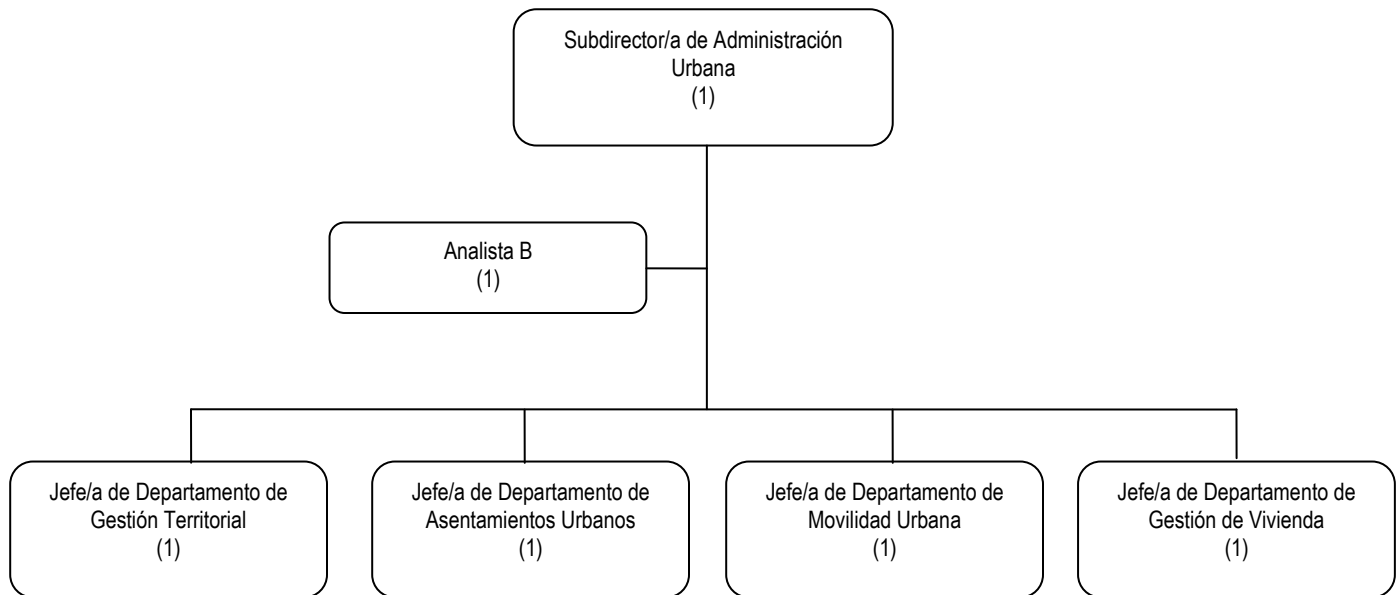 Subdirector/a de Administración
Urbana
(1)
Analista B
(1)
Jefe/a de Departamento de
Gestión Territorial
(1)
Jefe/a de Departamento de
Asentamientos Urbanos
(1)
Jefe/a de Departamento de
Movilidad Urbana
(1)
Jefe/a de Departamento de
Gestión de Vivienda
(1)